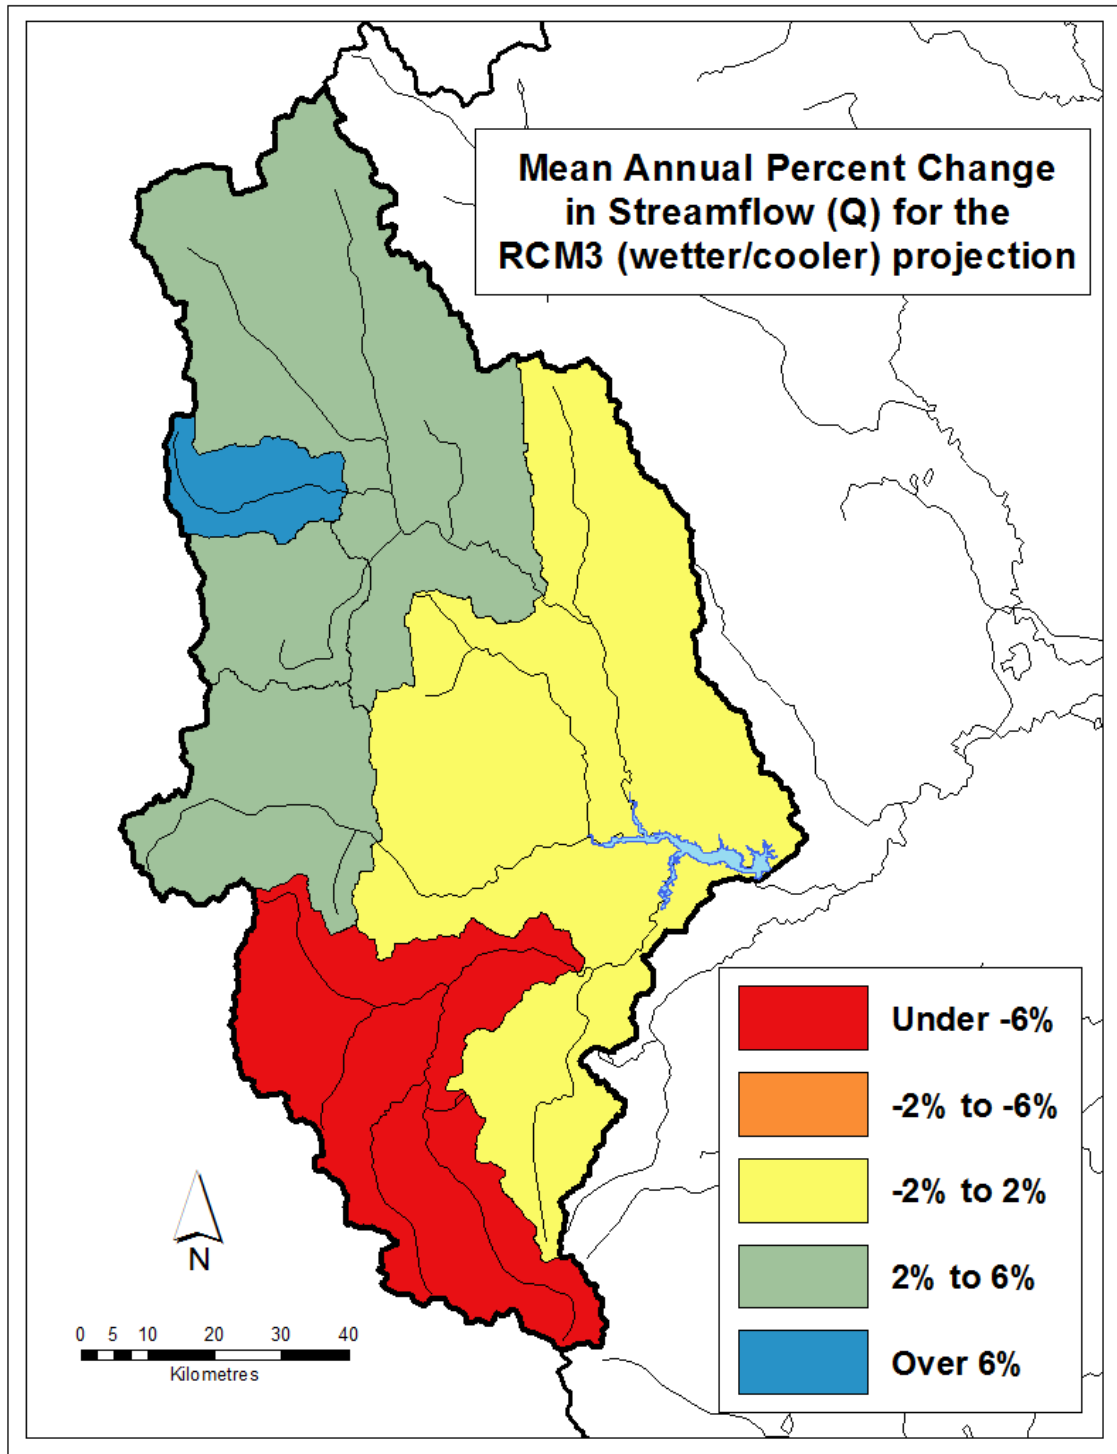 Mean Annual Percent Change
in Streamflow (Q) for the
RCM3 (wetter/cooler) projection
Under -6%
-2% to -6%
-2% to 2%
2% to 6%
Over 6%
N
0 5 10 20 30 40
Kilometres